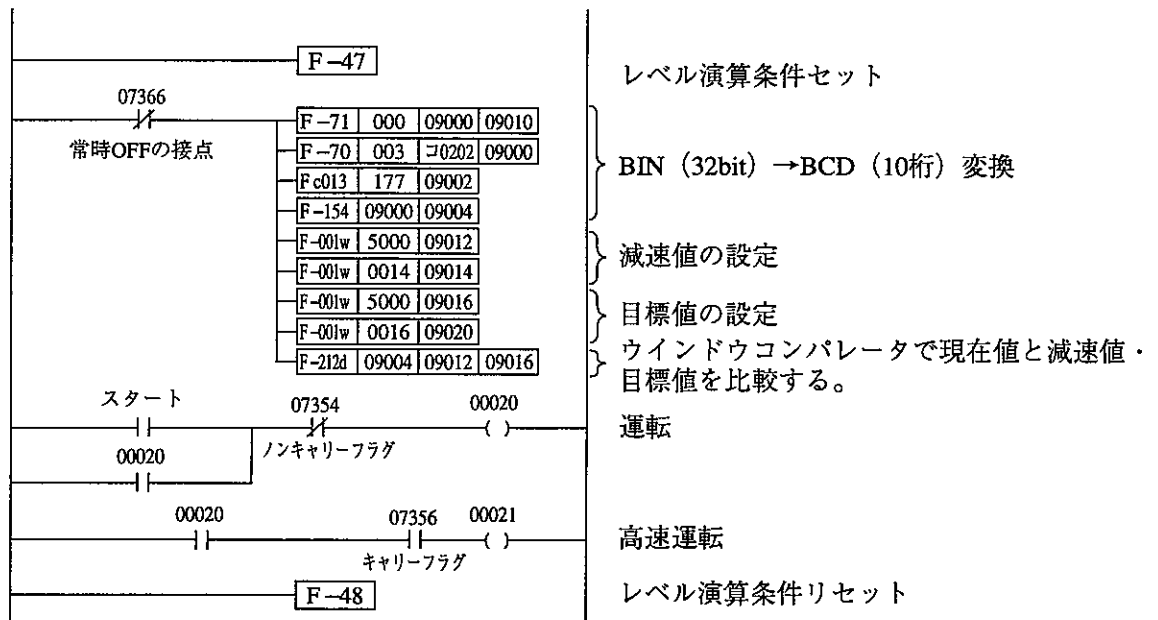 F-47
レベル演算条件セット
07366
常時OFFの接点
F-71 000 09000 09010
F-70 003 コ0202 09000
Fc013 177 09002
F-154 09000 09004
BIN（32bit）→BCD（10桁）変換
F-001w 5000 09012
F-001w 0014 09014
減速値の設定
F-001w 5000 09016
F-001w 0016 09020
目標値の設定
F-212d 09004 09012 09016
ウインドウコンパレータで現在値と減速値・
目標値を比較する。
スタート
07354
00020
運転
ノンキャリーフラグ
00020
00020
07356
00021
高速運転
キャリーフラグ
F-48
レベル演算条件リセット